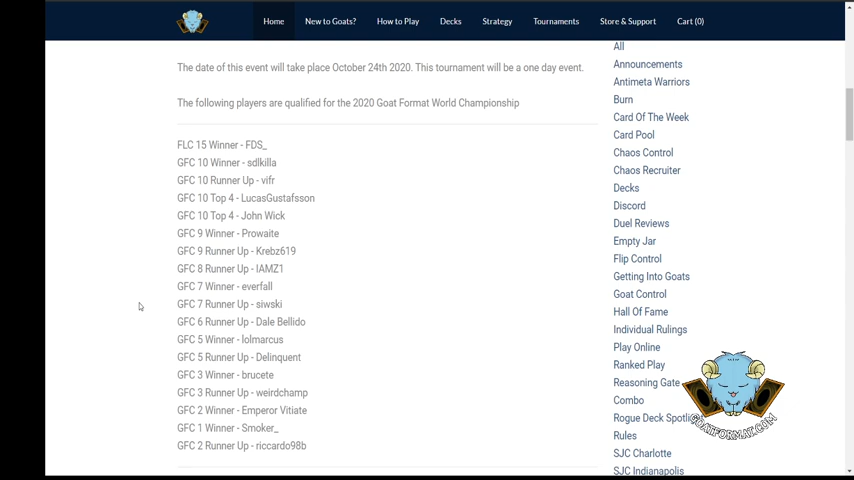 Home New to Goats? How to Play Decks Strategy Tournaments Store & Support Cart (0)
The date of this event will take place October 24th 2020. This tournament will be a one day event.
The following players are qualified for the 2020 Goat Format World Championship
FLC 15 Winner - FDS_
GFC 10 Winner - sdlkilla
GFC 10 Runner Up - vifr
GFC 10 Top 4 - LucasGustafsson
GFC 10 Top 4 - John Wick
GFC 9 Winner - Prowaite
GFC 9 Runner Up - Krebz619
GFC 8 Runner Up - IAMZ1
GFC 7 Winner - everfall
GFC 7 Runner Up - siwski
GFC 6 Runner Up - Dale Bellido
GFC 5 Winner - lolmarcus
GFC 5 Runner Up - Delinquent
GFC 3 Winner - brucete
GFC 3 Runner Up - weirdchamp
GFC 2 Winner - Emperor Vitiate
GFC 1 Winner - Smoker_
GFC 2 Runner Up - riccardo98b
All
Announcements
Antimeta Warriors
Burn
Card Of The Week
Card Pool
Chaos Control
Chaos Recruiter
Decks
Discord
Duel Reviews
Empty Jar
Flip Control
Getting Into Goats
Goat Control
Hall Of Fame
Individual Rulings
Play Online
Ranked Play
Reasoning Gate
Combo
Rogue Deck Spotli
Rules
SJC Charlotte
SJC Indianapolis
GOATFORMAT.COM